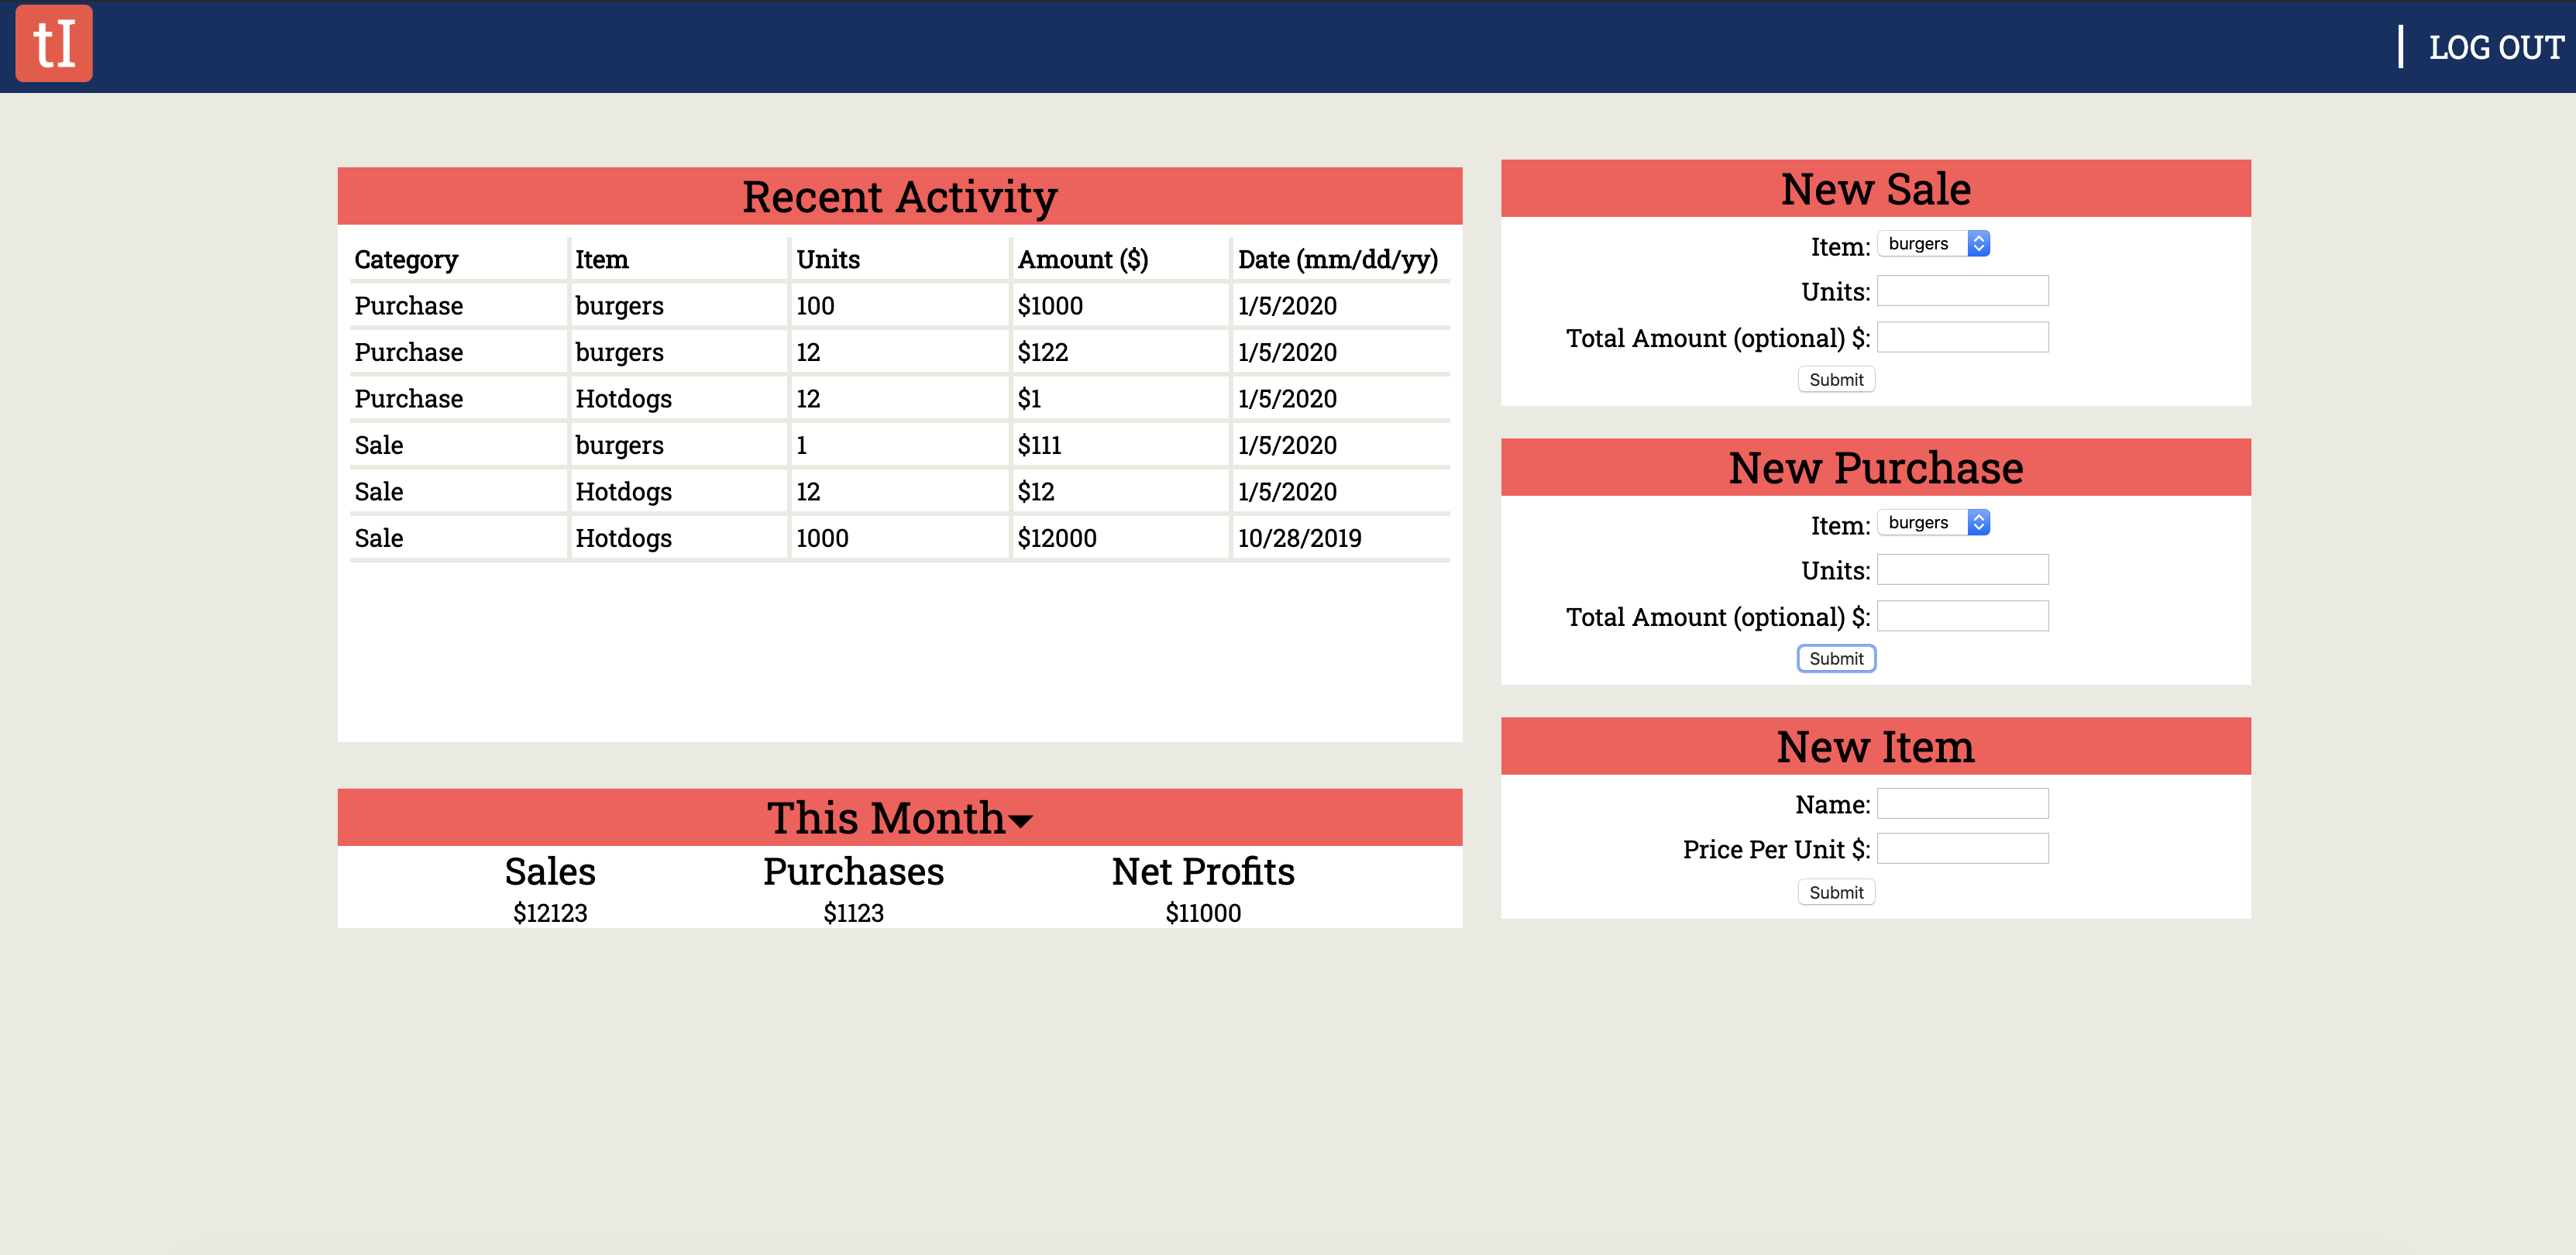 tI
| LOG OUT
Recent Activity
Category Item Units Amount ($) Date (mm/dd/yy)
Purchase burgers 100 $1000 1/5/2020
Purchase burgers 12 $122 1/5/2020
Purchase Hotdogs 12 $1 1/5/2020
Sale burgers 1 $111 1/5/2020
Sale Hotdogs 12 $12 1/5/2020
Sale Hotdogs 1000 $12000 10/28/2019
This Month
Sales Purchases Net Profits
$12123 $1123 $11000
New Sale
Item: burgers
Units:
Total Amount (optional) $:
Submit
New Purchase
Item: burgers
Units:
Total Amount (optional) $:
Submit
New Item
Name:
Price Per Unit $:
Submit